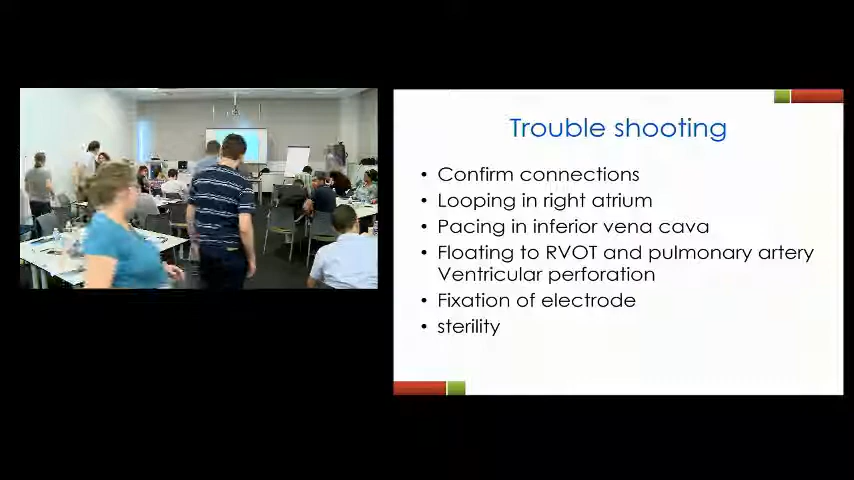 Trouble shooting
• Confirm connections
• Looping in right atrium
• Pacing in inferior vena cava
• Floating to RVOT and pulmonary artery
Ventricular perforation
• Fixation of electrode
• sterility